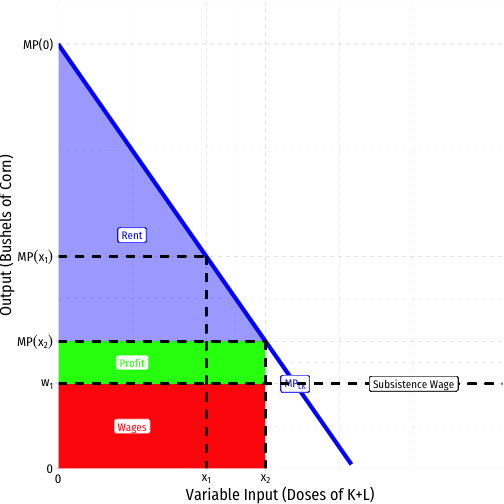 MP(0)
Rent
MP(x₁)
MP(x₂)
Profit
w₁
MP_LK
Subsistence Wage
Wages
0
0
x₁
x₂
Variable Input (Doses of K+L)
Output (Bushels of Corn)